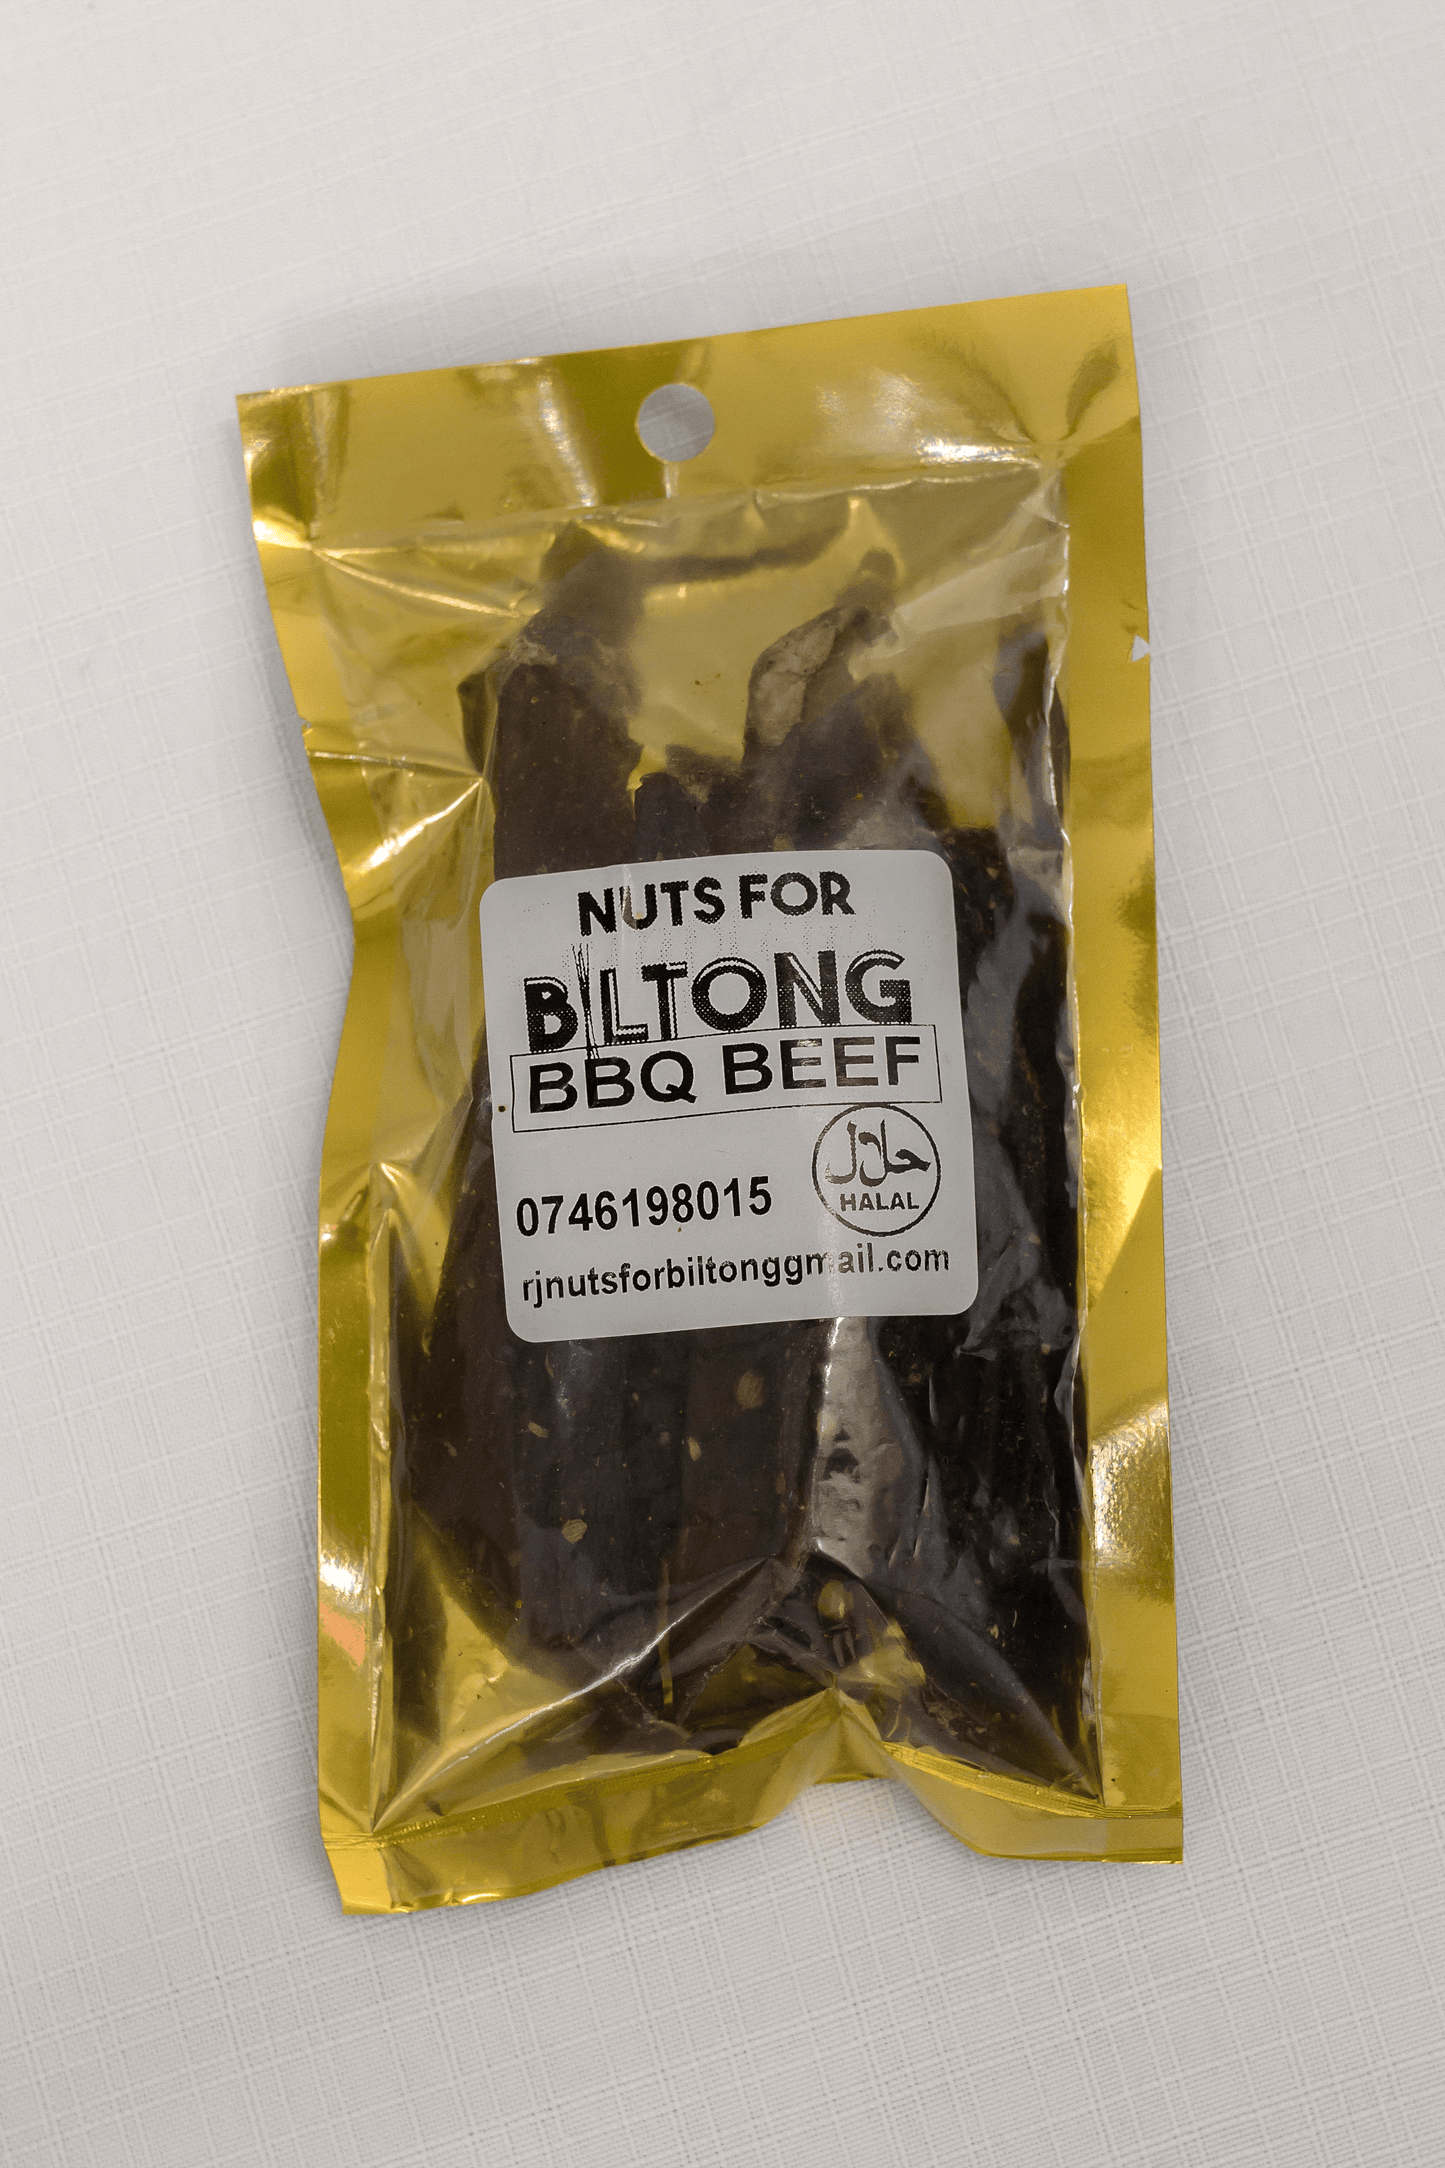 NUTS FOR
BILTONG
BBQ BEEF
حلال
HALAL
0746198015
rjnutsforbiltonggmail.com